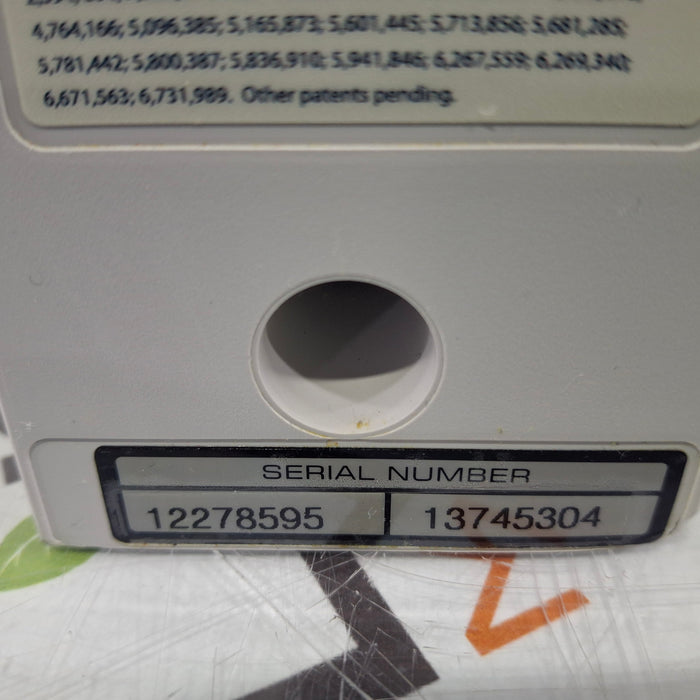 4,764,166; 5,096,385; 5,165,873; 5,601,445; 5,713,856; 5,681,285;
5,781,442; 5,800,387; 5,836,910; 5,941,846; 6,267,559; 6,269,340;
6,671,563; 6,731,989. Other patents pending.
SERIAL NUMBER
12278595 13745304